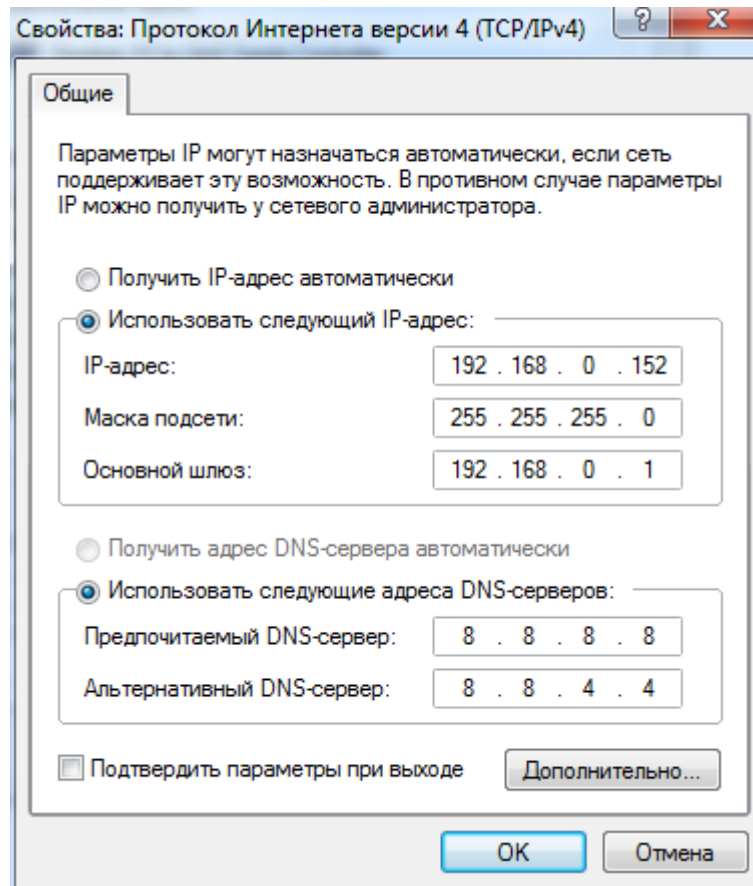 Свойства: Протокол Интернета версии 4 (TCP/IPv4)
Общие
Параметры IP могут назначаться автоматически, если сеть
поддерживает эту возможность. В противном случае параметры
IP можно получить у сетевого администратора.
Получить IP-адрес автоматически
Использовать следующий IP-адрес:
IP-адрес: 192 . 168 . 0 . 152
Маска подсети: 255 . 255 . 255 . 0
Основной шлюз: 192 . 168 . 0 . 1
Получить адрес DNS-сервера автоматически
Использовать следующие адреса DNS-серверов:
Предпочитаемый DNS-сервер: 8 . 8 . 8 . 8
Альтернативный DNS-сервер: 8 . 8 . 4 . 4
Подтвердить параметры при выходе Дополнительно...
OK Отмена